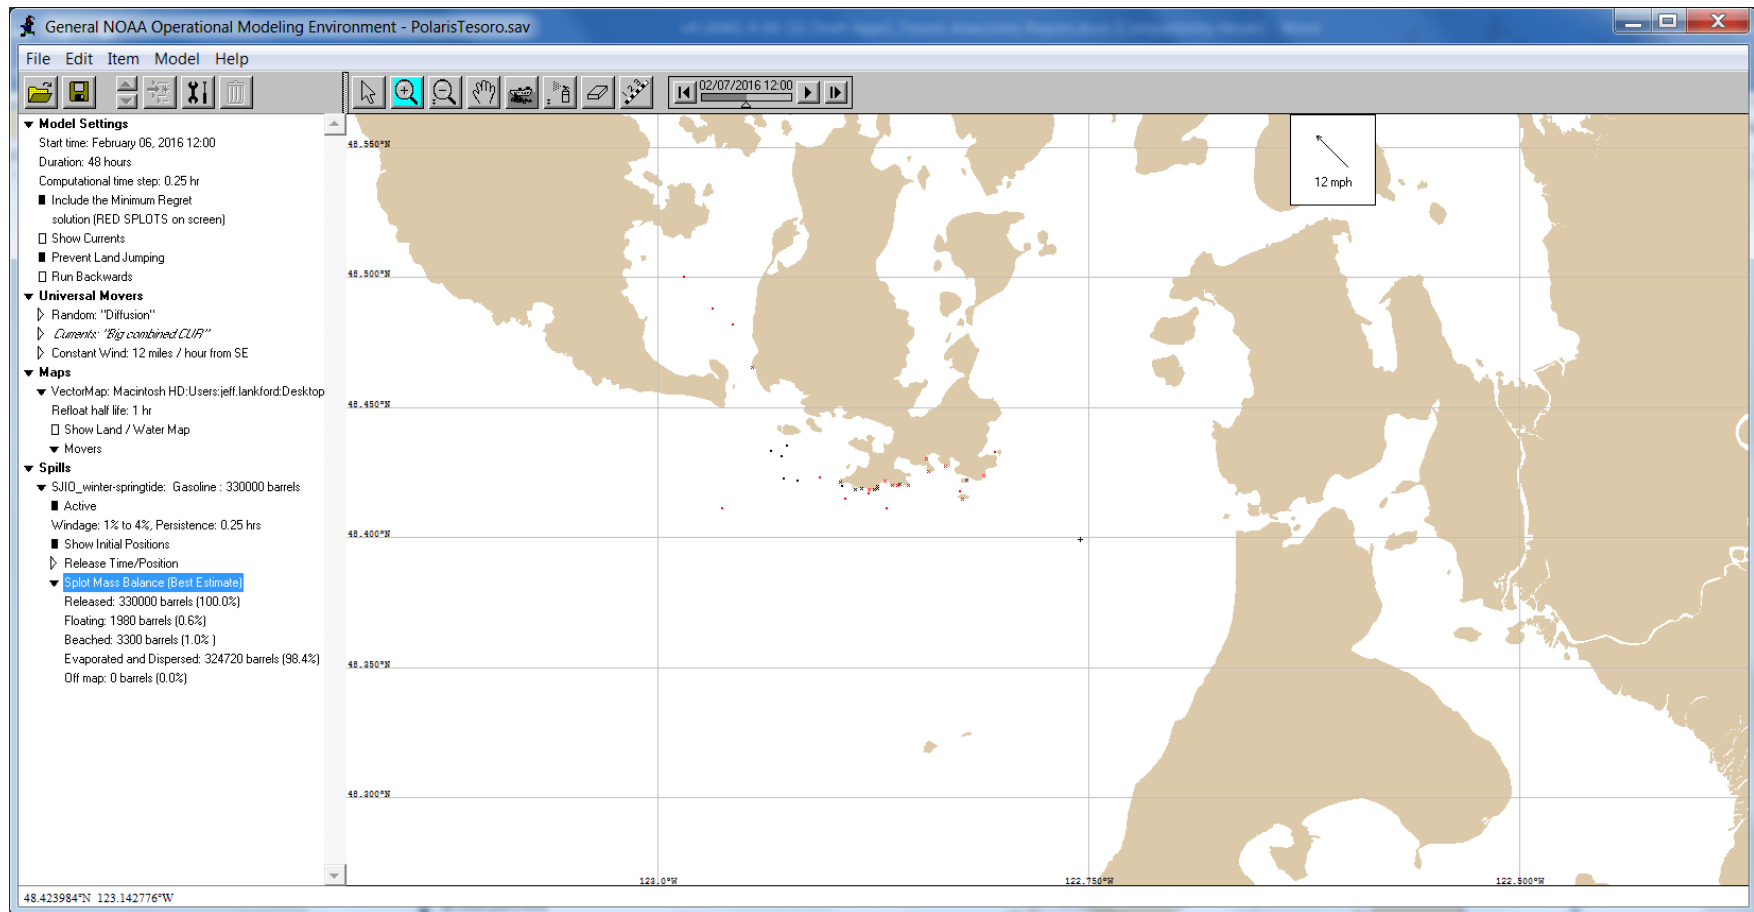 General NOAA Operational Modeling Environment - PolarisTesoro.sav
File Edit Item Model Help
02/07/2016 12:00
Model Settings
Start time: February 06, 2016 12:00
Duration: 48 hours
Computational time step: 0.25 hr
Include the Minimum Regret
solution (RED SPLOTS on screen)
Show Currents
Prevent Land Jumping
Run Backwards
Universal Movers
Random: "Diffusion"
Currents: "Big combined.CUR"
Constant Wind: 12 miles / hour from SE
Maps
VectorMap: Macintosh HD:Users:jeff.lankford:Desktop
Refloat half life: 1 hr
Show Land / Water Map
Movers
Spills
SJIO_winter-springtide: Gasoline : 330000 barrels
Active
Windage: 1% to 4%, Persistence: 0.25 hrs
Show Initial Positions
Release Time/Position
Splot Mass Balance (Best Estimate)
Released: 330000 barrels (100.0%)
Floating: 1980 barrels (0.6%)
Beached: 3300 barrels (1.0% )
Evaporated and Dispersed: 324720 barrels (98.4%)
Off map: 0 barrels (0.0%)
48.550°N
12 mph
48.500°N
48.450°N
48.400°N
48.350°N
48.300°N
123.0°W
122.750°W
122.500°W
48.423984°N 123.142776°W